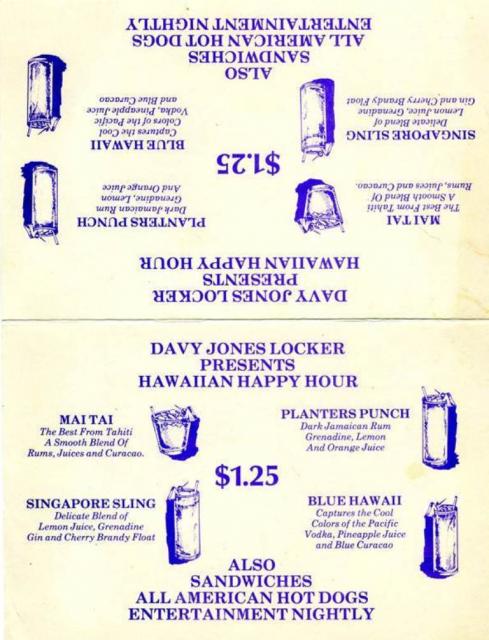 DAVY JONES LOCKER
PRESENTS
HAWAIIAN HAPPY HOUR
MAI TAI
The Best From Tahiti
A Smooth Blend Of
Rums, Juices and Curacao.
PLANTERS PUNCH
Dark Jamaican Rum
Grenadine, Lemon
And Orange Juice
$1.25
SINGAPORE SLING
Delicate Blend of
Lemon Juice, Grenadine
Gin and Cherry Brandy Float
BLUE HAWAII
Captures the Cool
Colors of the Pacific
Vodka, Pineapple Juice
and Blue Curacao
ALSO
SANDWICHES
ALL AMERICAN HOT DOGS
ENTERTAINMENT NIGHTLY
DAVY JONES LOCKER
PRESENTS
HAWAIIAN HAPPY HOUR
MAI TAI
The Best From Tahiti
A Smooth Blend Of
Rums, Juices and Curacao.
PLANTERS PUNCH
Dark Jamaican Rum
Grenadine, Lemon
And Orange Juice
$1.25
SINGAPORE SLING
Delicate Blend of
Lemon Juice, Grenadine
Gin and Cherry Brandy Float
BLUE HAWAII
Captures the Cool
Colors of the Pacific
Vodka, Pineapple Juice
and Blue Curacao
ALSO
SANDWICHES
ALL AMERICAN HOT DOGS
ENTERTAINMENT NIGHTLY